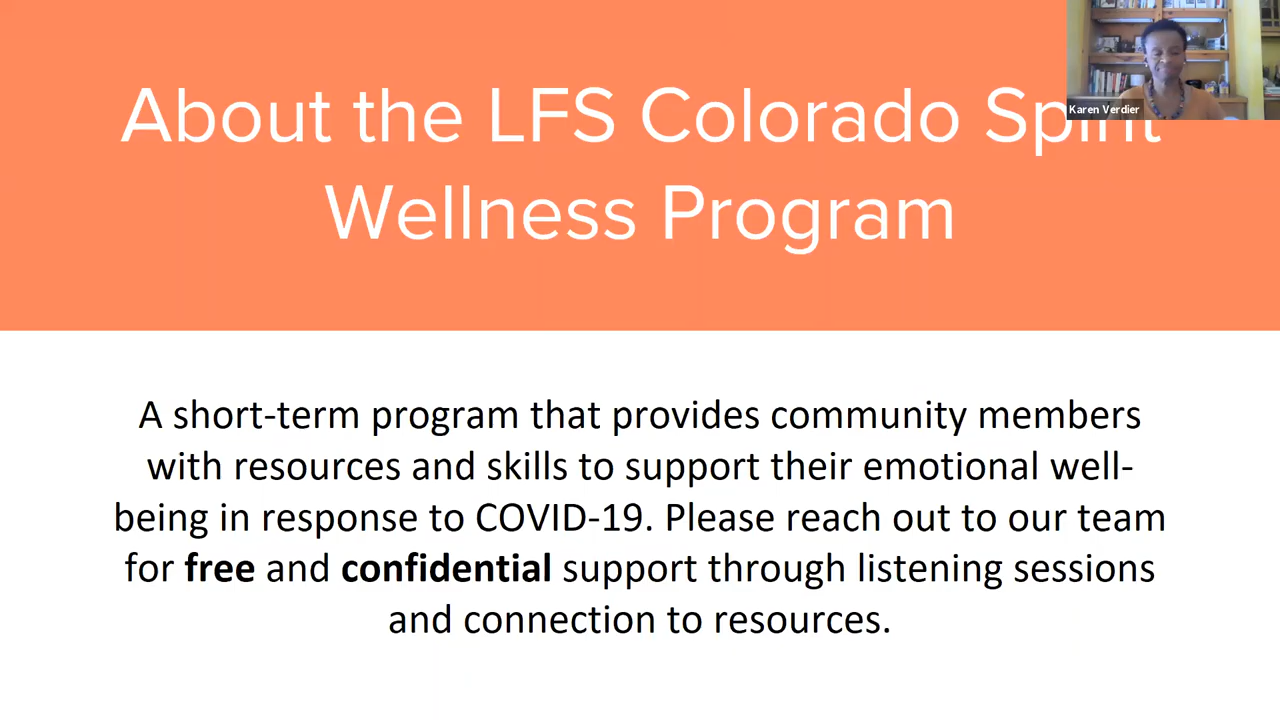 About the LFS Colorado Spirit
Wellness Program
Karen Verdier
A short-term program that provides community members
with resources and skills to support their emotional well-
being in response to COVID-19. Please reach out to our team
for free and confidential support through listening sessions
and connection to resources.